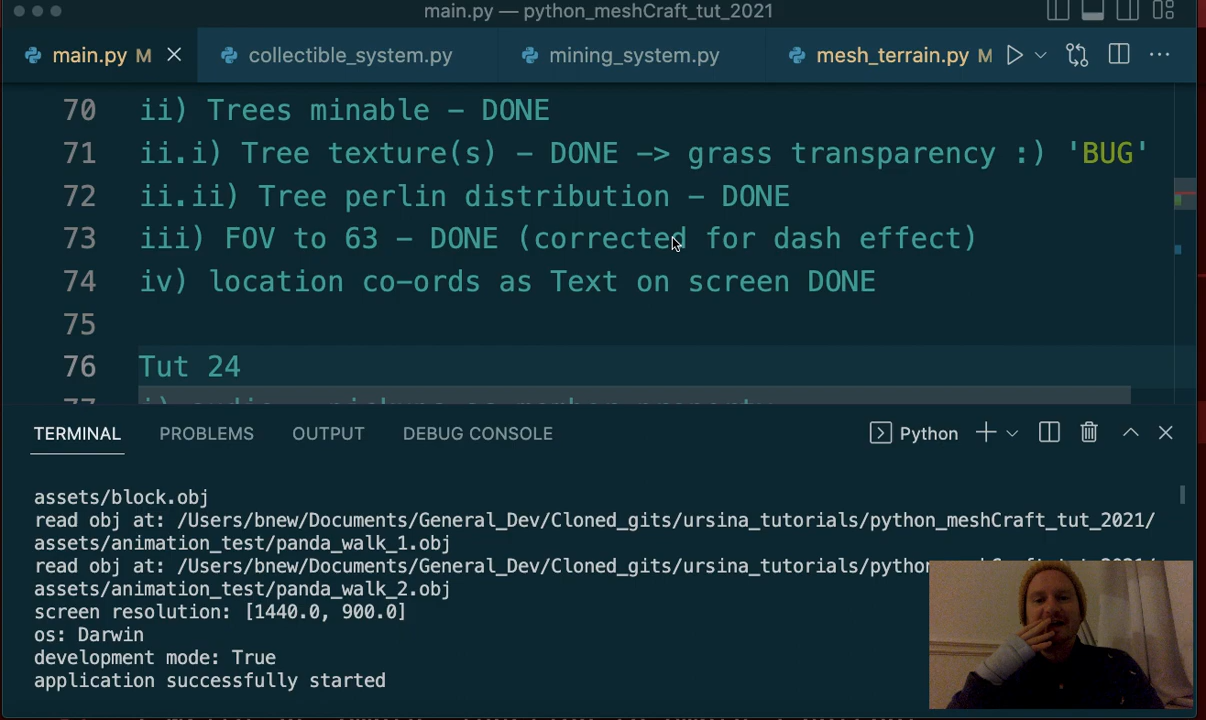 main.py — python_meshCraft_tut_2021
main.py M collectible_system.py mining_system.py mesh_terrain.py M
70 ii) Trees minable – DONE
71 ii.i) Tree texture(s) – DONE –> grass transparency :) 'BUG'
72 ii.ii) Tree perlin distribution – DONE
73 iii) FOV to 63 – DONE (corrected for dash effect)
74 iv) location co–ords as Text on screen DONE
75
76 Tut 24
TERMINAL PROBLEMS OUTPUT DEBUG CONSOLE Python
assets/block.obj
read obj at: /Users/bnew/Documents/General_Dev/Cloned_gits/ursina_tutorials/python_meshCraft_tut_2021/
assets/animation_test/panda_walk_1.obj
read obj at: /Users/bnew/Documents/General_Dev/Cloned_gits/ursina_tutorials/python
assets/animation_test/panda_walk_2.obj
screen resolution: [1440.0, 900.0]
os: Darwin
development mode: True
application successfully started